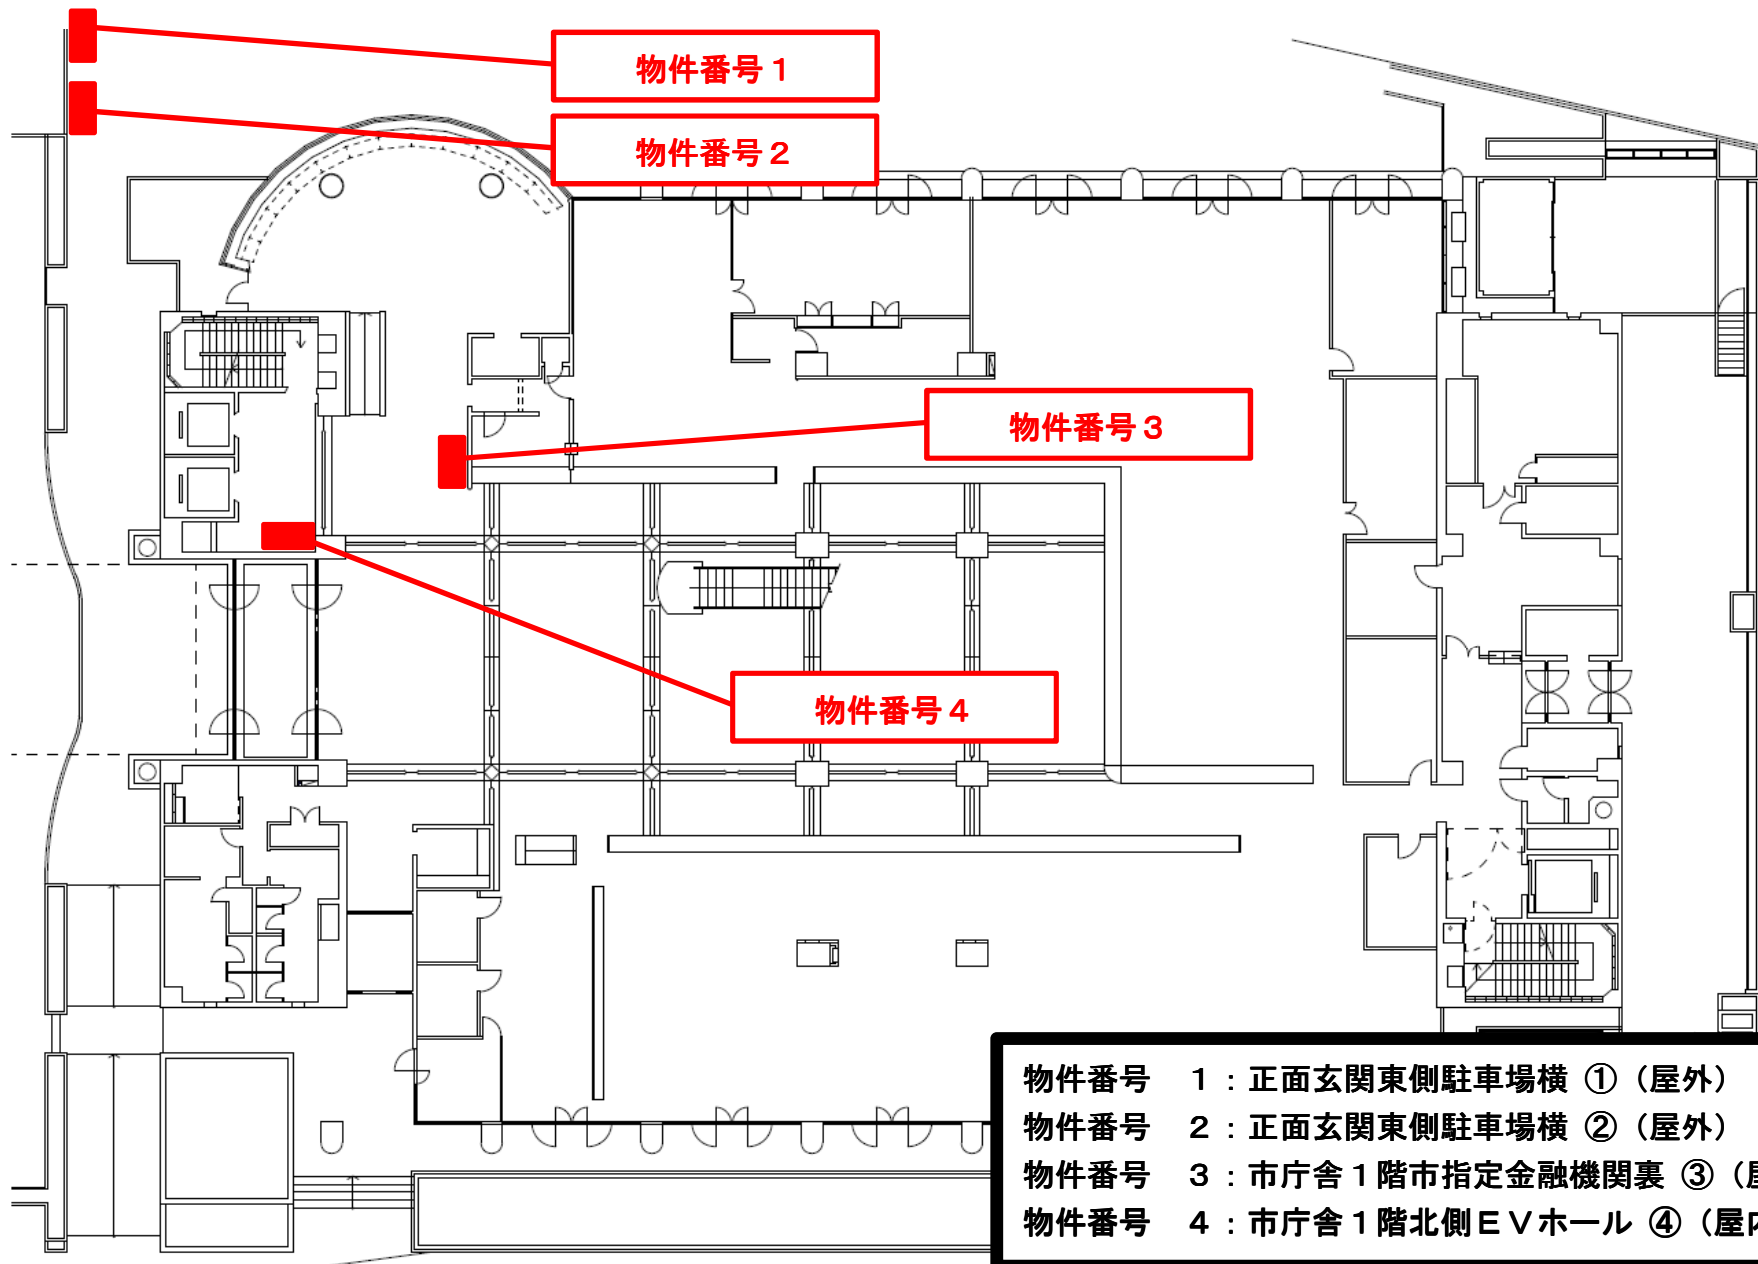 物件番号１
物件番号２
物件番号３
物件番号４
物件番号　１：正面玄関東側駐車場横 ①（屋外）
物件番号　２：正面玄関東側駐車場横 ②（屋外）
物件番号　３：市庁舎１階市指定金融機関裏 ③（
物件番号　４：市庁舎１階北側ＥＶホール ④（屋